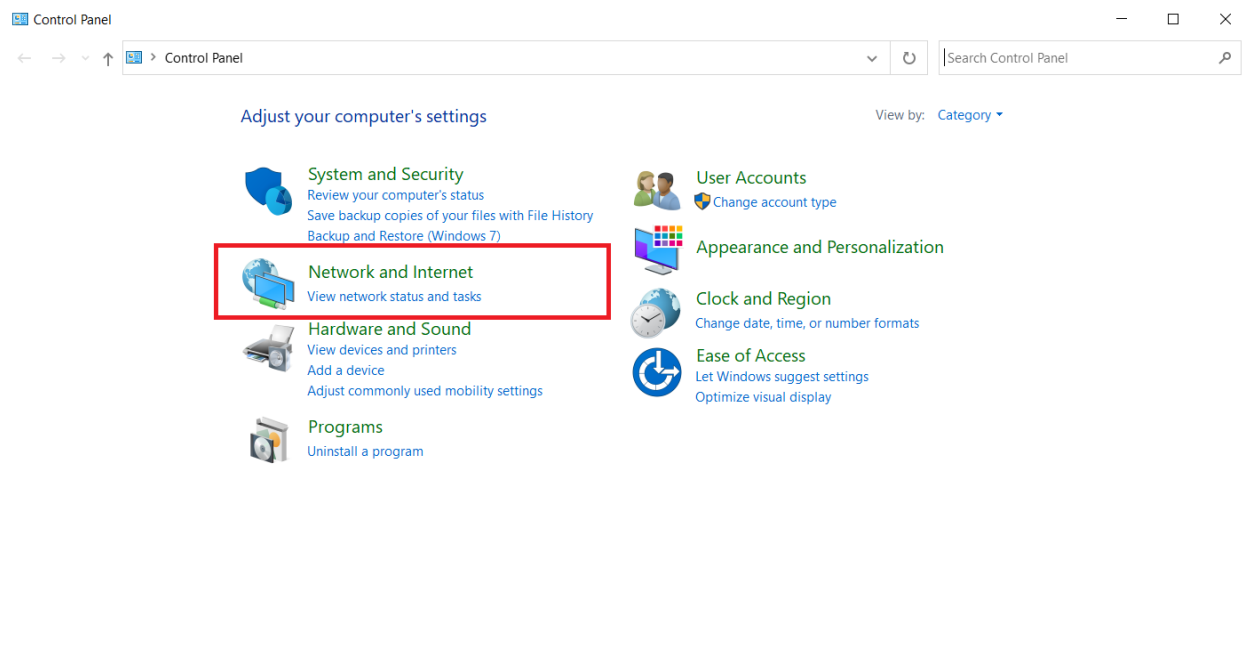 Control Panel
Control Panel
Search Control Panel
Adjust your computer's settings
View by: Category
System and Security
Review your computer's status
Save backup copies of your files with File History
Backup and Restore (Windows 7)
Network and Internet
View network status and tasks
Hardware and Sound
View devices and printers
Add a device
Adjust commonly used mobility settings
Programs
Uninstall a program
User Accounts
Change account type
Appearance and Personalization
Clock and Region
Change date, time, or number formats
Ease of Access
Let Windows suggest settings
Optimize visual display